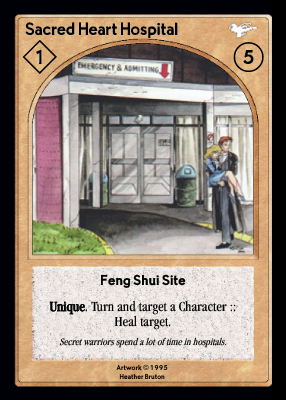 Sacred Heart Hospital
1
5
EMERGENCY & ADMITTING
Feng Shui Site
Unique. Turn and target a Character ::
Heal target.
Secret warriors spend a lot of time in hospitals.
Artwork © 1995
Heather Bruton